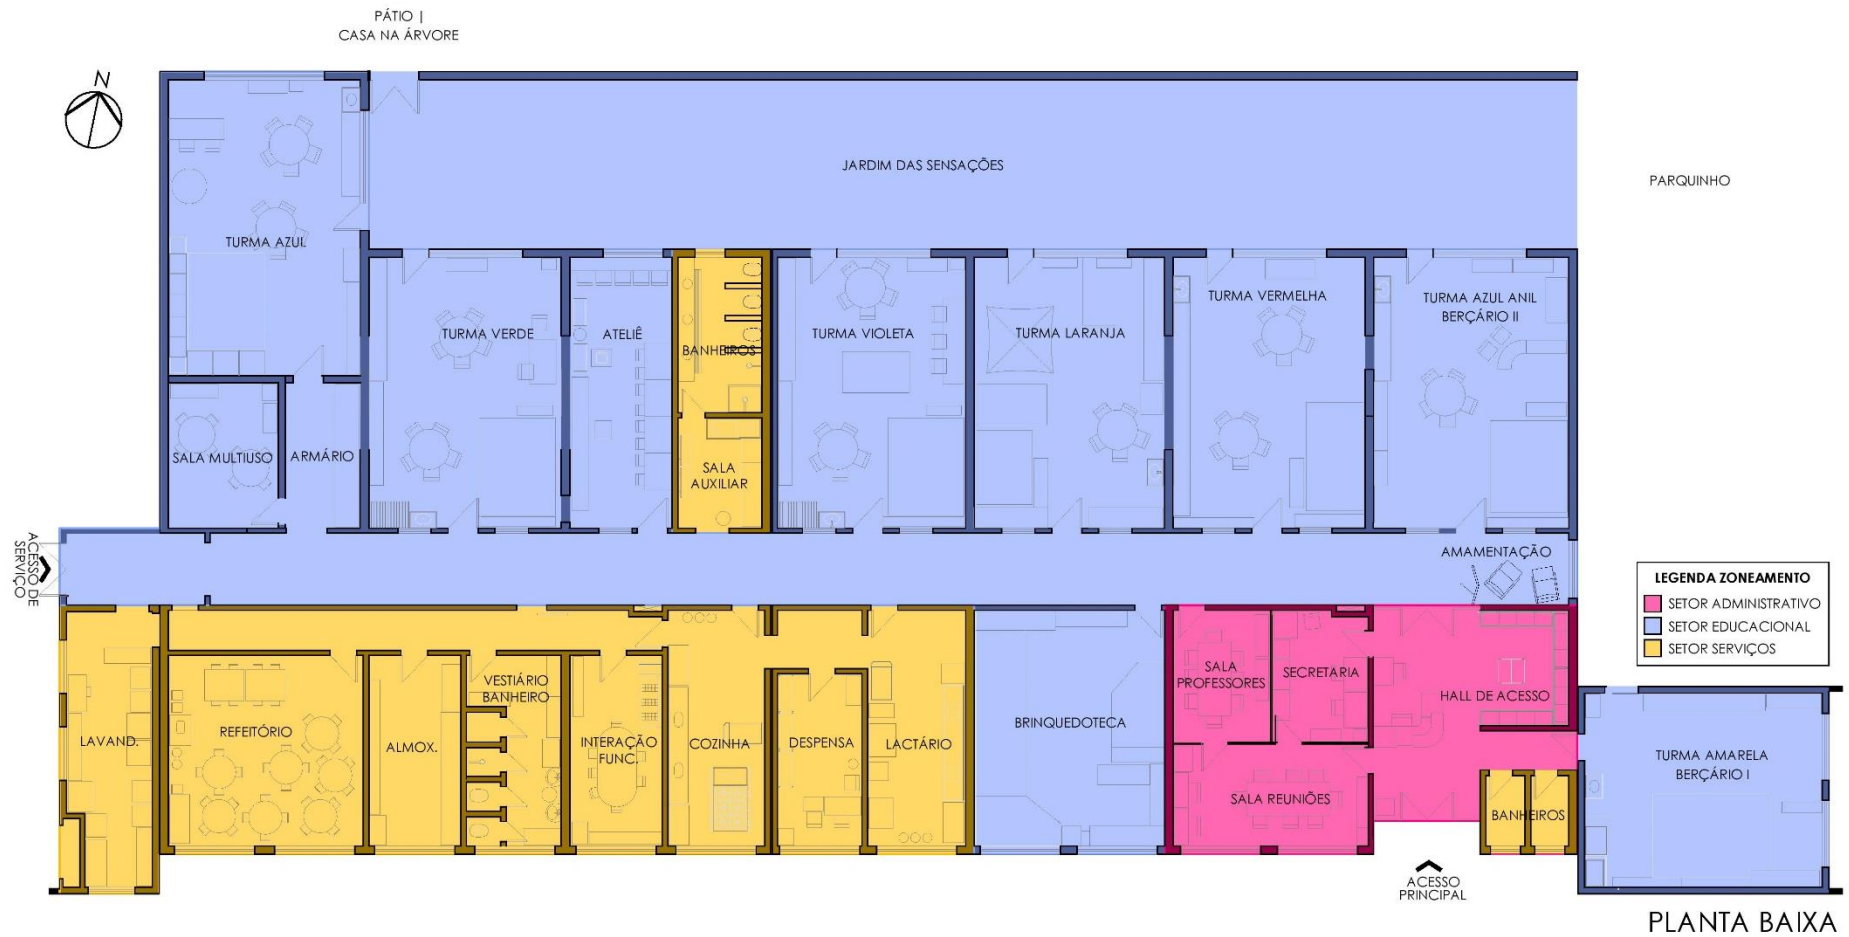 PÁTIO |
CASA NA ÁRVORE
N
JARDIM DAS SENSAÇÕES
PARQUINHO
TURMA AZUL
TURMA VERDE
ATELIÊ
BANHEIROS
TURMA VIOLETA
TURMA LARANJA
TURMA VERMELHA
TURMA AZUL ANIL
BERÇÁRIO II
SALA MULTIUSO
ARMÁRIO
SALA
AUXILIAR
ACESSO DE
SERVIÇO
AMAMENTAÇÃO
LEGENDA ZONEAMENTO
SETOR ADMINISTRATIVO
SETOR EDUCACIONAL
SETOR SERVIÇOS
LAVAND.
REFEITÓRIO
ALMOX.
VESTIÁRIO
BANHEIRO
INTERAÇÃO
FUNC.
COZINHA
DESPENSA
LACTÁRIO
BRINQUEDOTECA
SALA
PROFESSORES
SECRETARIA
HALL DE ACESSO
SALA REUNIÕES
BANHEIROS
TURMA AMARELA
BERÇÁRIO I
ACESSO
PRINCIPAL
PLANTA BAIXA